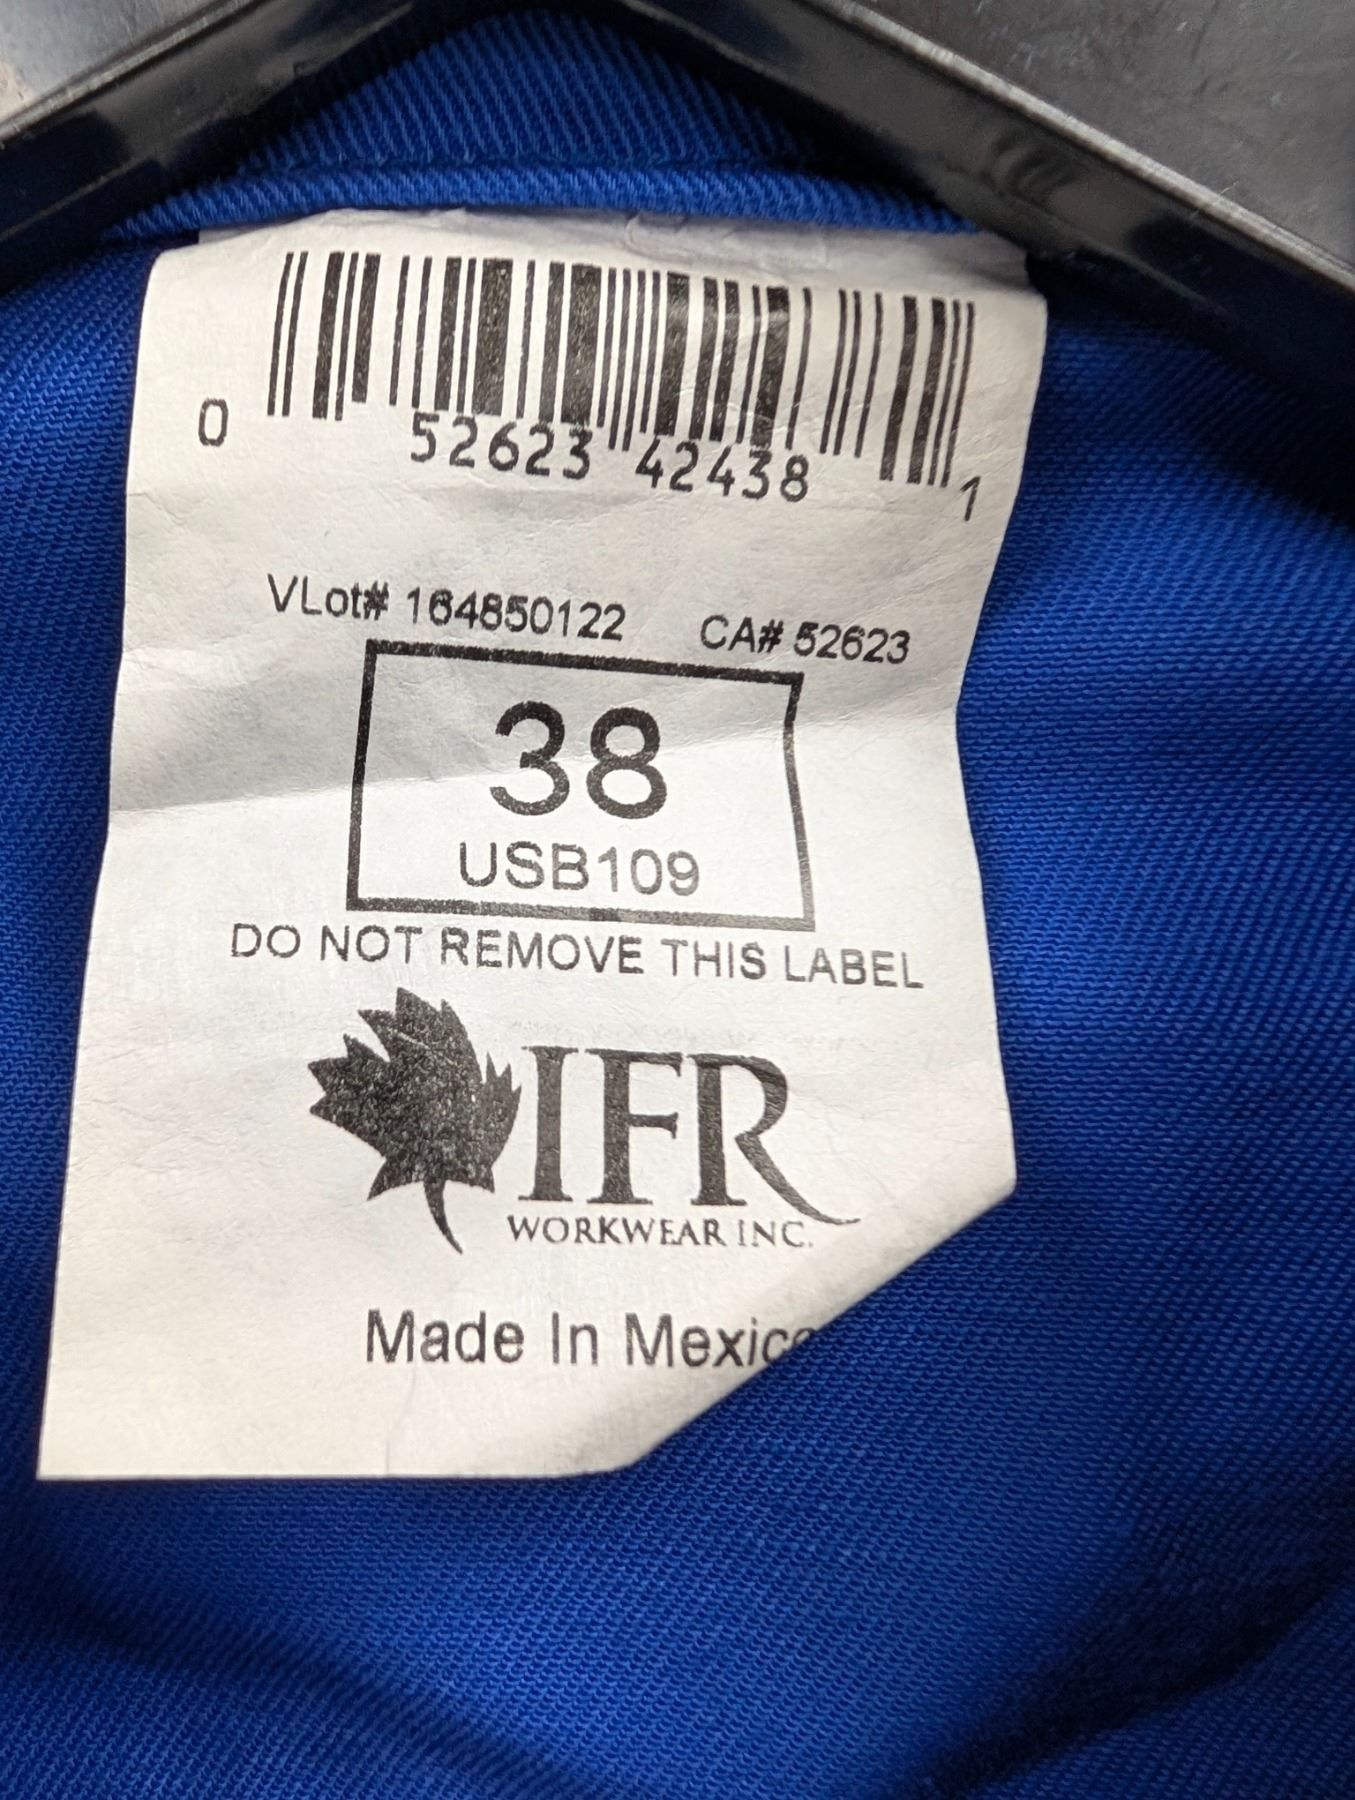 0 52623 42438 1
VLot# 164850122 CA# 52623
38
USB109
DO NOT REMOVE THIS LABEL
IFR
WORKWEAR INC.
Made In Mexico